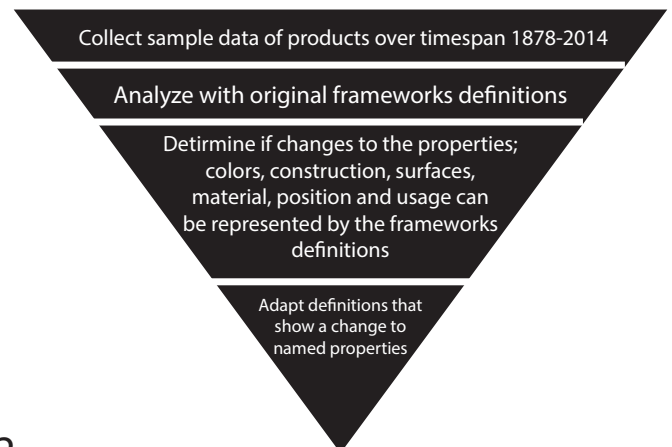 Collect sample data of products over timespan 1878-2014
Analyze with original frameworks definitions
Detirmine if changes to the properties;
colors, construction, surfaces,
material, position and usage can
be represented by the frameworks
definitions
Adapt definitions that
show a change to
named properties